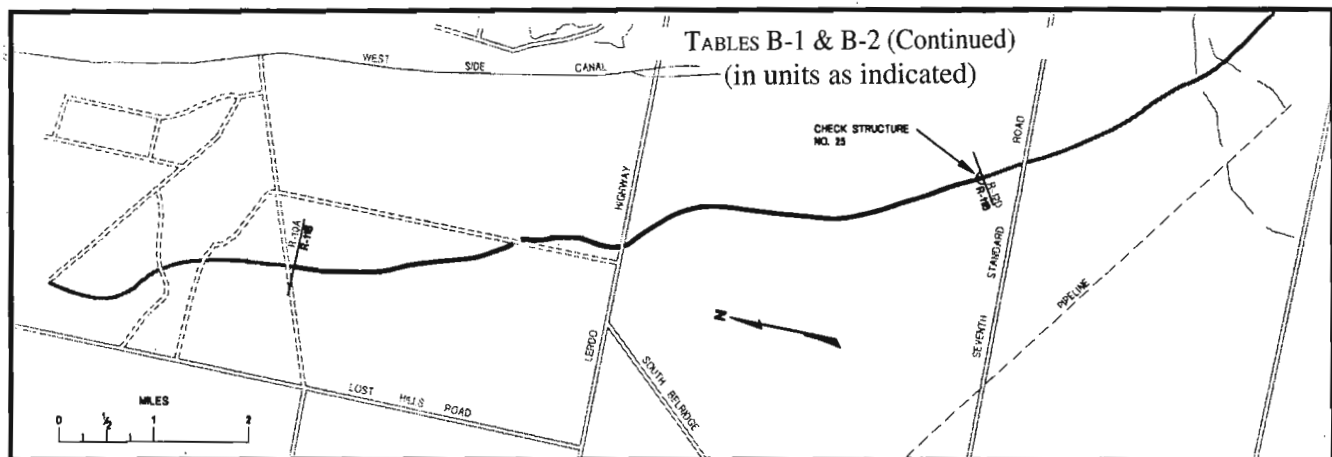 TABLES B-1 & B-2 (Continued)
(in units as indicated)
WEST SIDE CANAL
CHECK STRUCTURE
NO. 25
HIGHWAY
LERDO
ROAD
STANDARD
SEVENTH
R-10A
PIPELINE
N
SOUTH BELRIDGE
LOST HILLS ROAD
MILES
0 ½ 1 2